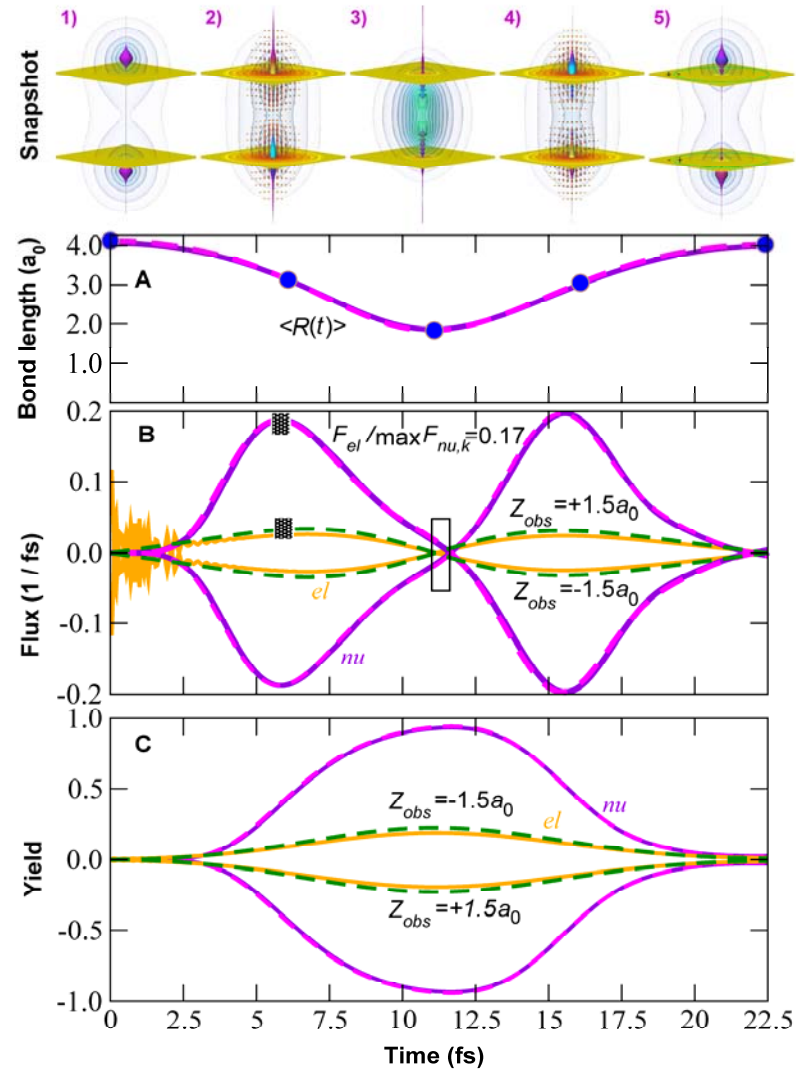 1) 2) 3) 4) 5)
Snapshot
Bond length (a0)
4.0
3.0
2.0
1.0
A
<R(t)>
Flux (1 / fs)
0.2
0.1
0.0
-0.1
-0.2
B
Fel /max Fnu,k=0.17
Zobs =+1.5a0
Zobs =-1.5a0
el
nu
Yield
1.0
0.5
0.0
-0.5
-1.0
C
Zobs =-1.5a0
el
nu
Zobs =+1.5a0
0 2.5 5 7.5 10 12.5 15 17.5 20 22.5
Time (fs)